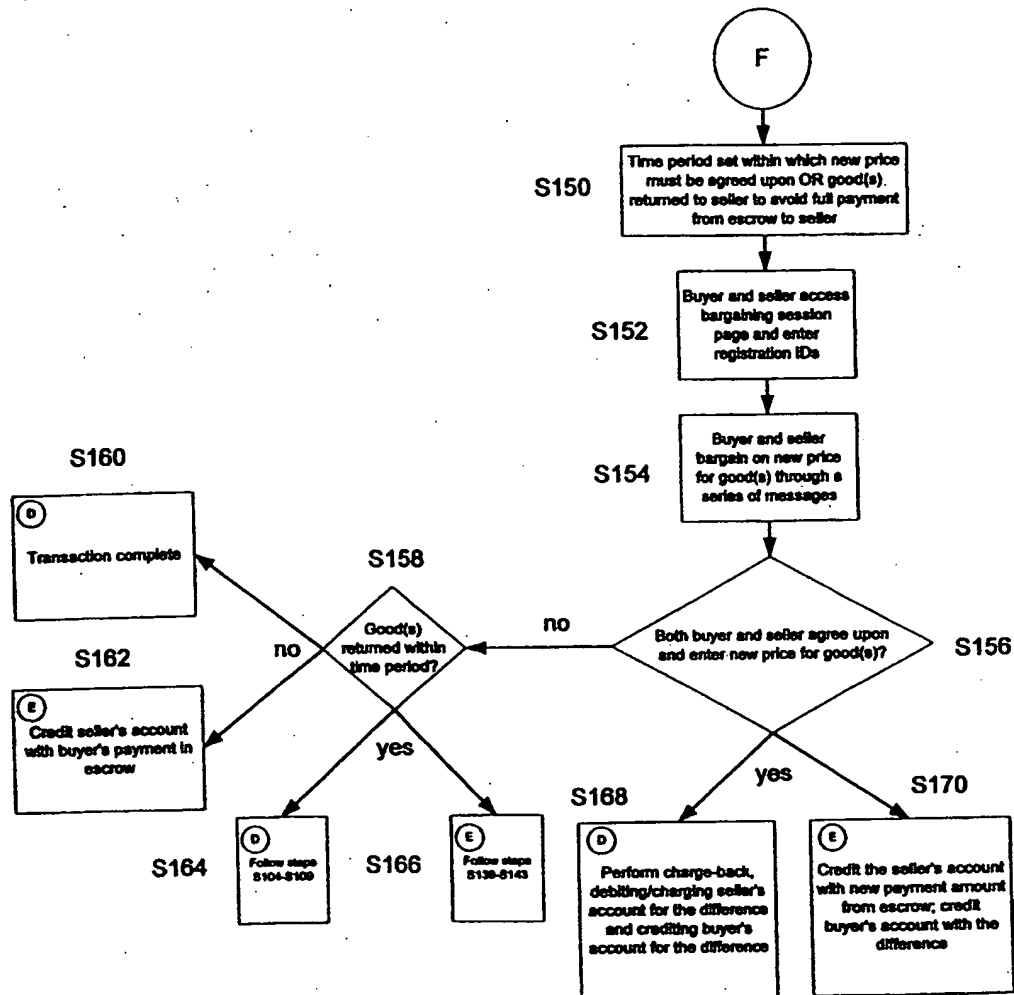 F
S150
Time period set within which new price
must be agreed upon OR good(s)
returned to seller to avoid full payment
from escrow to seller
S152
Buyer and seller access
bargaining session
page and enter
registration IDs
S154
Buyer and seller
bargain on new price
for good(s) through a
series of messages
S156
Both buyer and seller agree upon
and enter new price for good(s)?
no
yes
S158
Good(s)
returned within
time period?
no
yes
S160
D
Transaction complete
S162
E
Credit seller's account
with buyer's payment in
escrow
S164
D
Follow steps
S104-S109
S166
E
Follow steps
S139-S143
S168
D
Perform charge-back,
debiting/charging seller's
account for the difference
and crediting buyer's
account for the difference
S170
E
Credit the seller's account
with new payment amount
from escrow; credit
buyer's account with the
difference